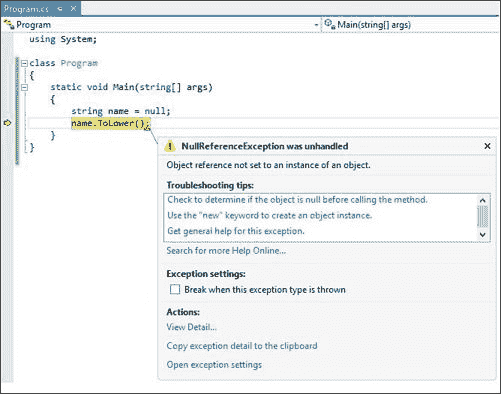 Program.cs
Program
Main(string[] args)
using System;
class Program
{
static void Main(string[] args)
{
string name = null;
name.ToLower();
}
}
NullReferenceException was unhandled
Object reference not set to an instance of an object.
Troubleshooting tips:
Check to determine if the object is null before calling the method.
Use the "new" keyword to create an object instance.
Get general help for this exception.
Search for more Help Online...
Exception settings:
Break when this exception type is thrown
Actions:
View Detail...
Copy exception detail to the clipboard
Open exception settings